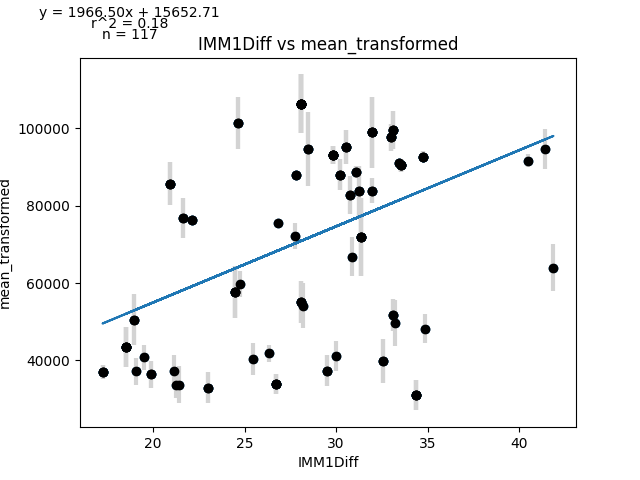 y = 1966.50x + 15652.71
r^2 = 0.18
n = 117
IMM1Diff vs mean_transformed
mean_transformed
100000
80000
60000
40000
20
25
30
35
40
IMM1Diff